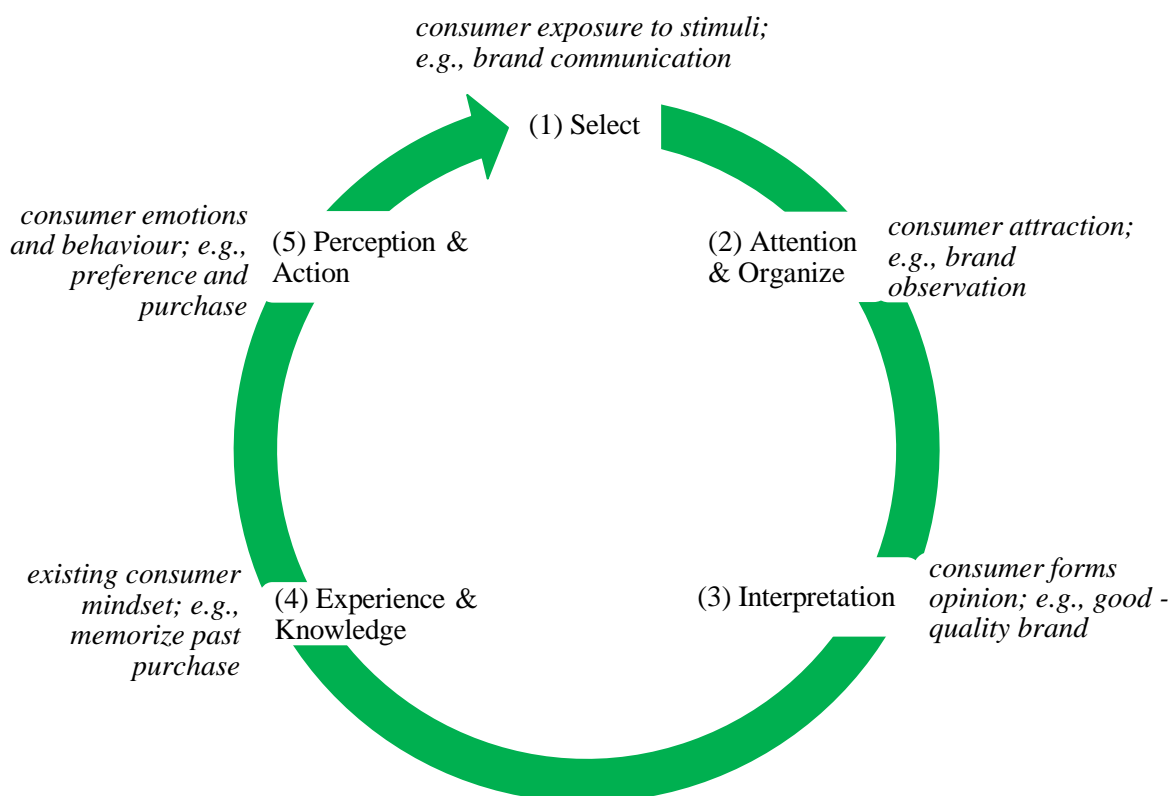 consumer exposure to stimuli;
e.g., brand communication
(1) Select
(2) Attention
& Organize
consumer attraction;
e.g., brand
observation
(3) Interpretation
consumer forms
opinion; e.g., good -
quality brand
(4) Experience &
Knowledge
existing consumer
mindset; e.g.,
memorize past
purchase
(5) Perception &
Action
consumer emotions
and behaviour; e.g.,
preference and
purchase